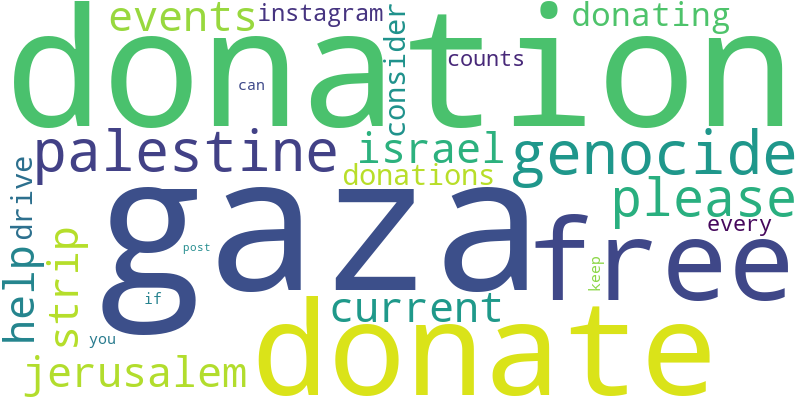 events
instagram
consider
donating
donation
counts
can
palestine
israel
genocide
donations
drive
please
gaza
every
free
help
strip
post
keep
if
current
you
donate
jerusalem